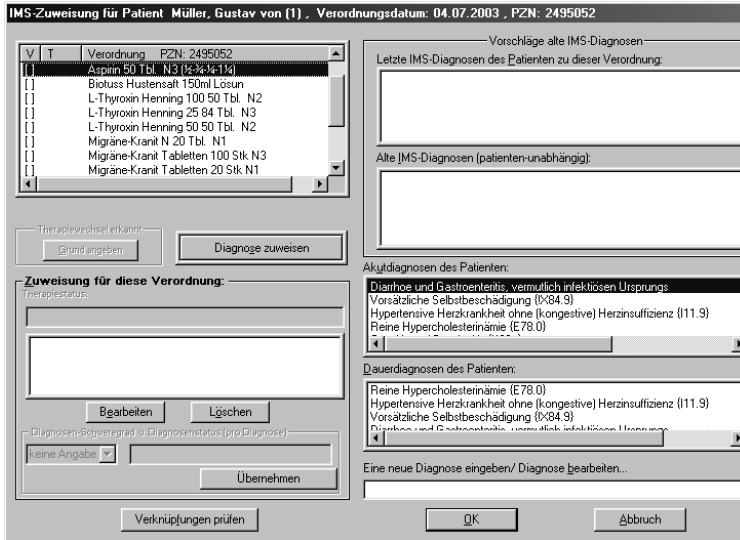 IMS-Zuweisung für Patient Müller, Gustav von (1) , Verordnungsdatum: 04.07.2003 , PZN: 2495052
V T Verordnung PZN: 2495052
[ ] Aspirin 50 Tbl. N3 (½-¾-¼-1¼)
[ ] Biotuss Hustensaft 150ml Lösun
[ ] L-Thyroxin Henning 100 50 Tbl. N2
[ ] L-Thyroxin Henning 25 84 Tbl. N3
[ ] L-Thyroxin Henning 50 50 Tbl. N2
[ ] Migräne-Kranit N 20 Tbl. N1
[ ] Migräne-Kranit Tabletten 100 Stk N3
[ ] Migräne-Kranit Tabletten 20 Stk N1
Therapiewechsel erkannt
Grund angeben
Diagnose zuweisen
Zuweisung für diese Verordnung:
Therapiestatus:
Bearbeiten
Löschen
Diagnosen-Schweregrad u. Diagnosenstatus (pro Diagnose)
keine Angabe
Übernehmen
Verknüpfungen prüfen
Vorschläge alte IMS-Diagnosen
Letzte IMS-Diagnosen des Patienten zu dieser Verordnung:
Alte IMS-Diagnosen (patienten-unabhängig):
Akutdiagnosen des Patienten:
Diarrhoe und Gastroenteritis, vermutlich infektiösen Ursprungs
Vorsätzliche Selbstbeschädigung {!X84.9}
Hypertensive Herzkrankheit ohne (kongestive) Herzinsuffizienz {I11.9}
Reine Hypercholesterinämie {E78.0}
Dauerdiagnosen des Patienten:
Reine Hypercholesterinämie {E78.0}
Hypertensive Herzkrankheit ohne (kongestive) Herzinsuffizienz {I11.9}
Vorsätzliche Selbstbeschädigung {!X84.9}
Diarrhoe und Gastroenteritis, vermutlich infektiösen Ursprungs
Eine neue Diagnose eingeben/ Diagnose bearbeiten...
OK
Abbruch